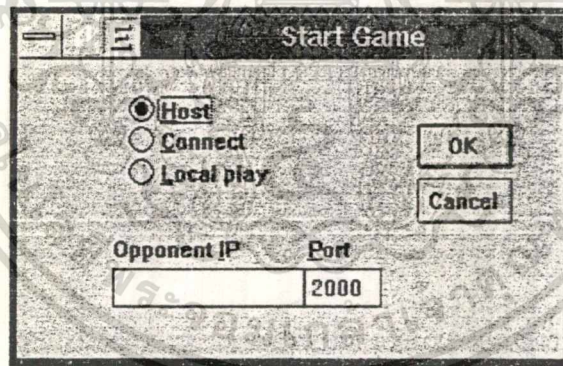 Start Game
Host
Connect
Local play
OK
Cancel
Opponent IP
Port
2000